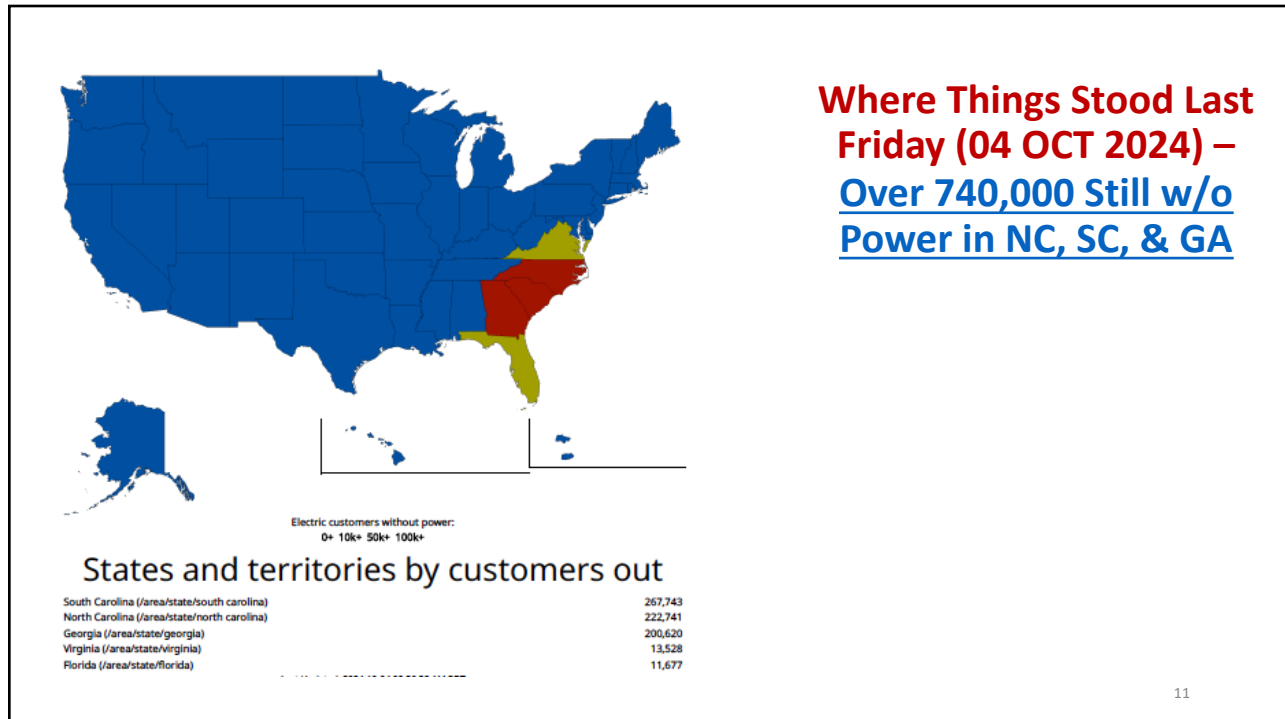 Where Things Stood Last
Friday (04 OCT 2024) –
Over 740,000 Still w/o
Power in NC, SC, & GA
Electric customers without power:
0+ 10k+ 50k+ 100k+
States and territories by customers out
South Carolina (/area/state/south carolina) 267,743
North Carolina (/area/state/north carolina) 222,741
Georgia (/area/state/georgia) 200,620
Virginia (/area/state/virginia) 13,528
Florida (/area/state/florida) 11,677
11